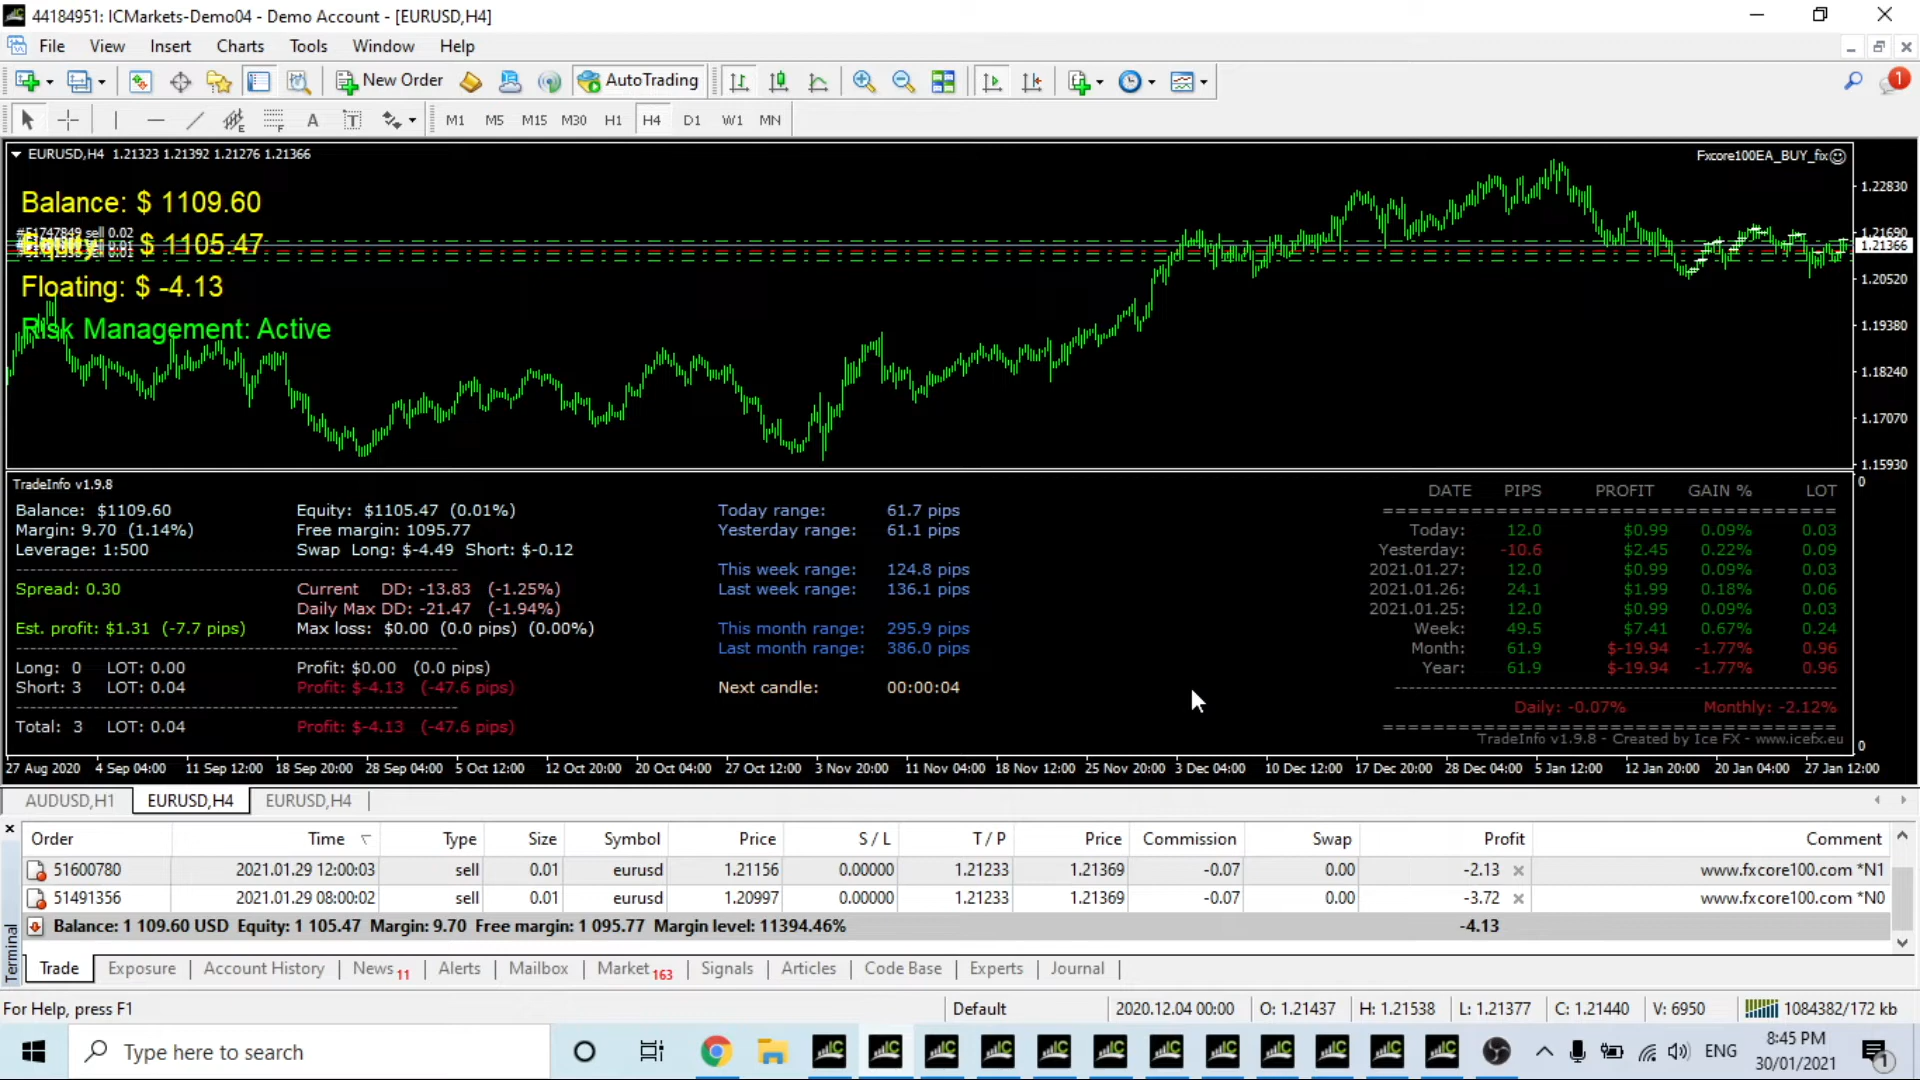 44184951: ICMarkets-Demo04 - Demo Account - [EURUSD,H4]
File View Insert Charts Tools Window Help
New Order AutoTrading 1
E F A T M1 M5 M15 M30 H1 H4 D1 W1 MN
EURUSD,H4 1.21323 1.21392 1.21276 1.21366
Fxcore100EA_BUY_fix
Balance: $ 1109.60
#51747849 sell 0.02
$ 1105.47
Floating: $ -4.13
Risk Management: Active
1.22830
1.21690
1.21366
1.20520
1.19380
1.18240
1.17070
1.15930
TradeInfo v1.9.8
0
Balance: $1109.60 Equity: $1105.47 (0.01%)
Margin: 9.70 (1.14%) Free margin: 1095.77
Leverage: 1:500 Swap Long: $-4.49 Short: $-0.12
Spread: 0.30 Current DD: -13.83 (-1.25%)
Daily Max DD: -21.47 (-1.94%)
Est. profit: $1.31 (-7.7 pips) Max loss: $0.00 (0.0 pips) (0.00%)
Long: 0 LOT: 0.00 Profit: $0.00 (0.0 pips)
Short: 3 LOT: 0.04 Profit: $-4.13 (-47.6 pips)
Total: 3 LOT: 0.04 Profit: $-4.13 (-47.6 pips)
Today range: 61.7 pips
Yesterday range: 61.1 pips
This week range: 124.8 pips
Last week range: 136.1 pips
This month range: 295.9 pips
Last month range: 386.0 pips
Next candle: 00:00:04
DATE PIPS PROFIT GAIN % LOT
Today: 12.0 $0.99 0.09% 0.03
Yesterday: -10.6 $2.45 0.22% 0.09
2021.01.27: 12.0 $0.99 0.09% 0.03
2021.01.26: 24.1 $1.99 0.18% 0.06
2021.01.25: 12.0 $0.99 0.09% 0.03
Week: 49.5 $7.41 0.67% 0.24
Month: 61.9 $-19.94 -1.77% 0.96
Year: 61.9 $-19.94 -1.77% 0.96
Daily: -0.07% Monthly: -2.12%
TradeInfo v1.9.8 - Created by Ice FX - www.icefx.eu
0
27 Aug 2020 4 Sep 04:00 11 Sep 12:00 18 Sep 20:00 28 Sep 04:00 5 Oct 12:00 12 Oct 20:00 20 Oct 04:00 27 Oct 12:00 3 Nov 20:00 11 Nov 04:00 18 Nov 12:00 25 Nov 20:00 3 Dec 04:00 10 Dec 12:00 17 Dec 20:00 28 Dec 04:00 5 Jan 12:00 12 Jan 20:00 20 Jan 04:00 27 Jan 12:00
AUDUSD,H1 EURUSD,H4 EURUSD,H4
Order Time Type Size Symbol Price S / L T / P Price Commission Swap Profit Comment
51600780 2021.01.29 12:00:03 sell 0.01 eurusd 1.21156 0.00000 1.21233 1.21369 -0.07 0.00 -2.13 www.fxcore100.com *N1
51491356 2021.01.29 08:00:02 sell 0.01 eurusd 1.20997 0.00000 1.21233 1.21369 -0.07 0.00 -3.72 www.fxcore100.com *N0
Balance: 1 109.60 USD Equity: 1 105.47 Margin: 9.70 Free margin: 1 095.77 Margin level: 11394.46% -4.13
Terminal
Trade Exposure Account History News 11 Alerts Mailbox Market 163 Signals Articles Code Base Experts Journal
For Help, press F1 Default 2020.12.04 00:00 O: 1.21437 H: 1.21538 L: 1.21377 C: 1.21440 V: 6950 1084382/172 kb
Type here to search
ENG
8:45 PM
30/01/2021
1